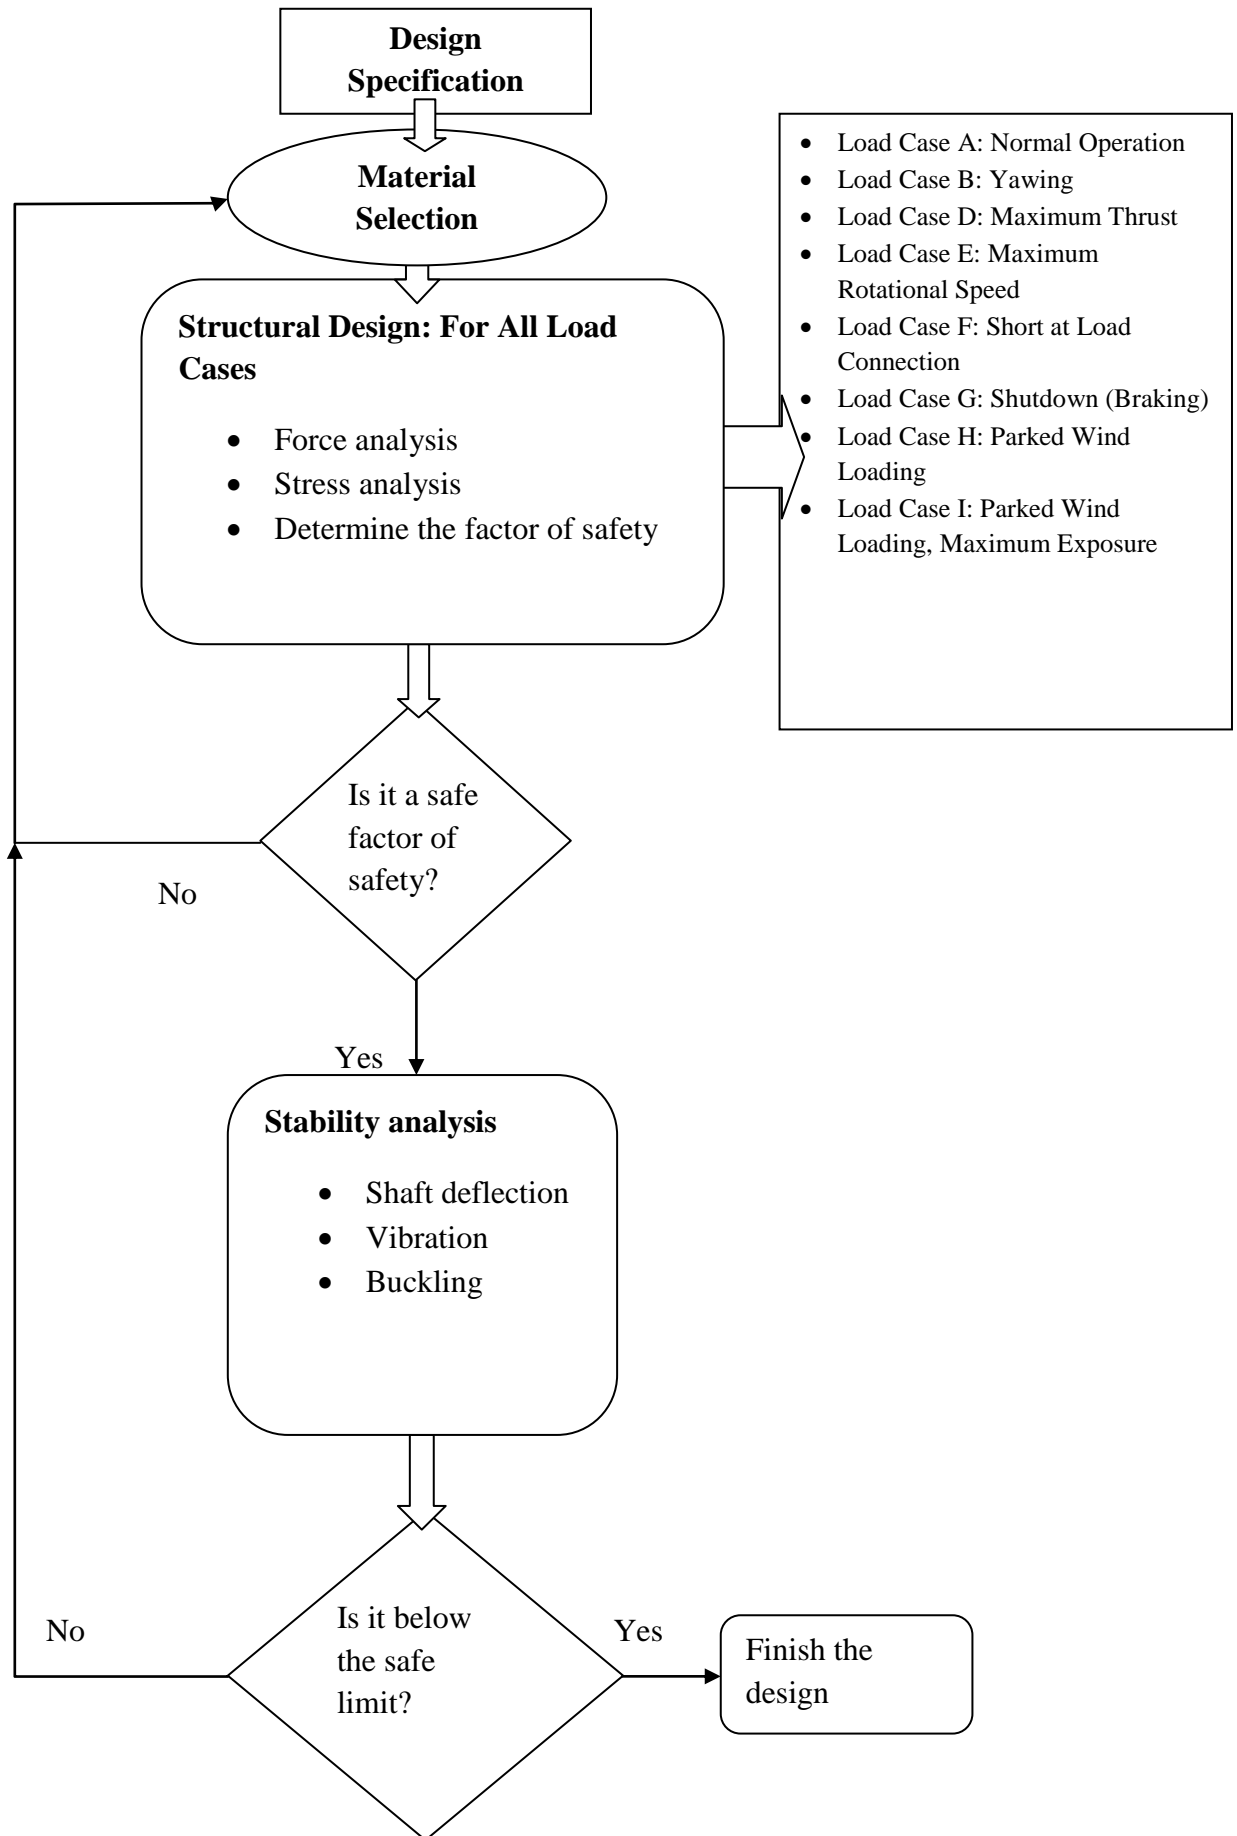 Design
Specification
Material
Selection
Structural Design: For All Load
Cases
• Force analysis
• Stress analysis
• Determine the factor of safety
• Load Case A: Normal Operation
• Load Case B: Yawing
• Load Case D: Maximum Thrust
• Load Case E: Maximum
Rotational Speed
• Load Case F: Short at Load
Connection
• Load Case G: Shutdown (Braking)
• Load Case H: Parked Wind
Loading
• Load Case I: Parked Wind
Loading, Maximum Exposure
Is it a safe
factor of
safety?
No
Yes
Stability analysis
• Shaft deflection
• Vibration
• Buckling
Is it below
the safe
limit?
No
Yes
Finish the
design